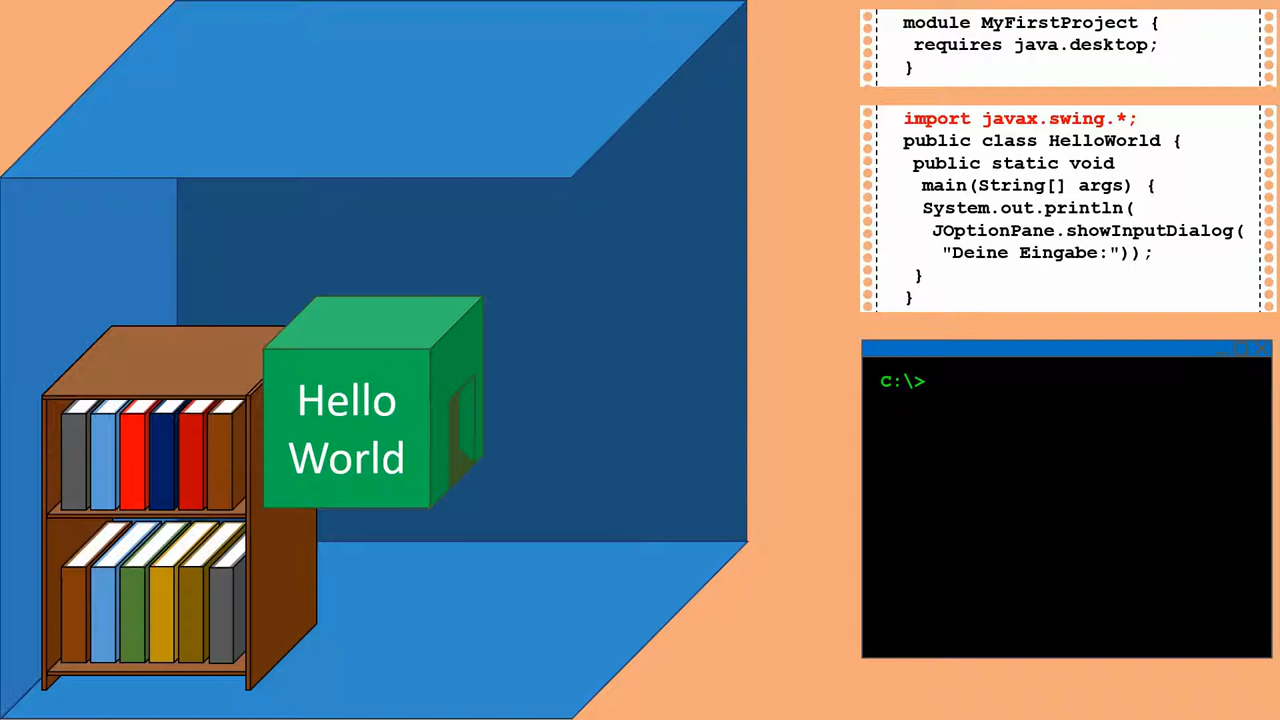 module MyFirstProject {
requires java.desktop;
}
import javax.swing.*;
public class HelloWorld {
public static void
main(String[] args) {
System.out.println(
JOptionPane.showInputDialog(
"Deine Eingabe:"));
}
}
Hello
World
C:\>